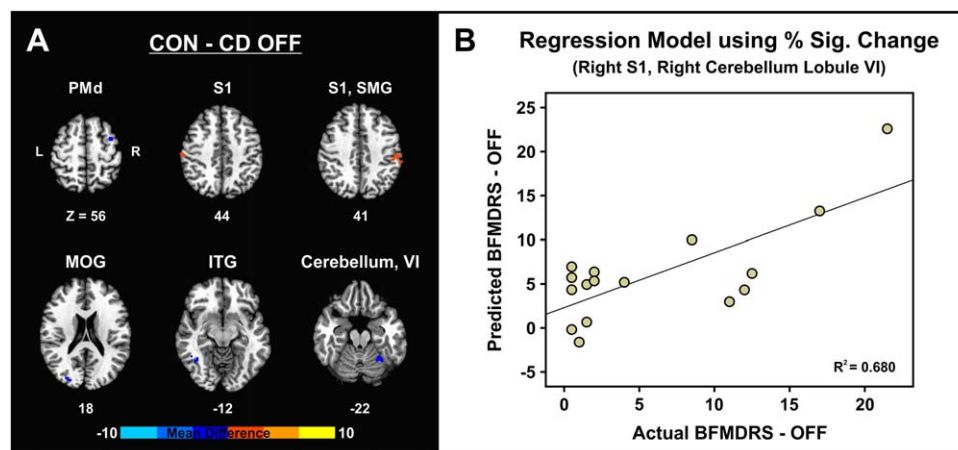 A
CON - CD OFF
PMd
S1
S1, SMG
L
R
Z = 56
44
41
MOG
ITG
Cerebellum, VI
18
-12
-22
-10
Mean Difference
10
B
Regression Model using % Sig. Change
(Right S1, Right Cerebellum Lobule VI)
Predicted BFMDRS - OFF
25
20
15
10
5
0
-5
R² = 0.680
0
5
10
15
20
Actual BFMDRS - OFF